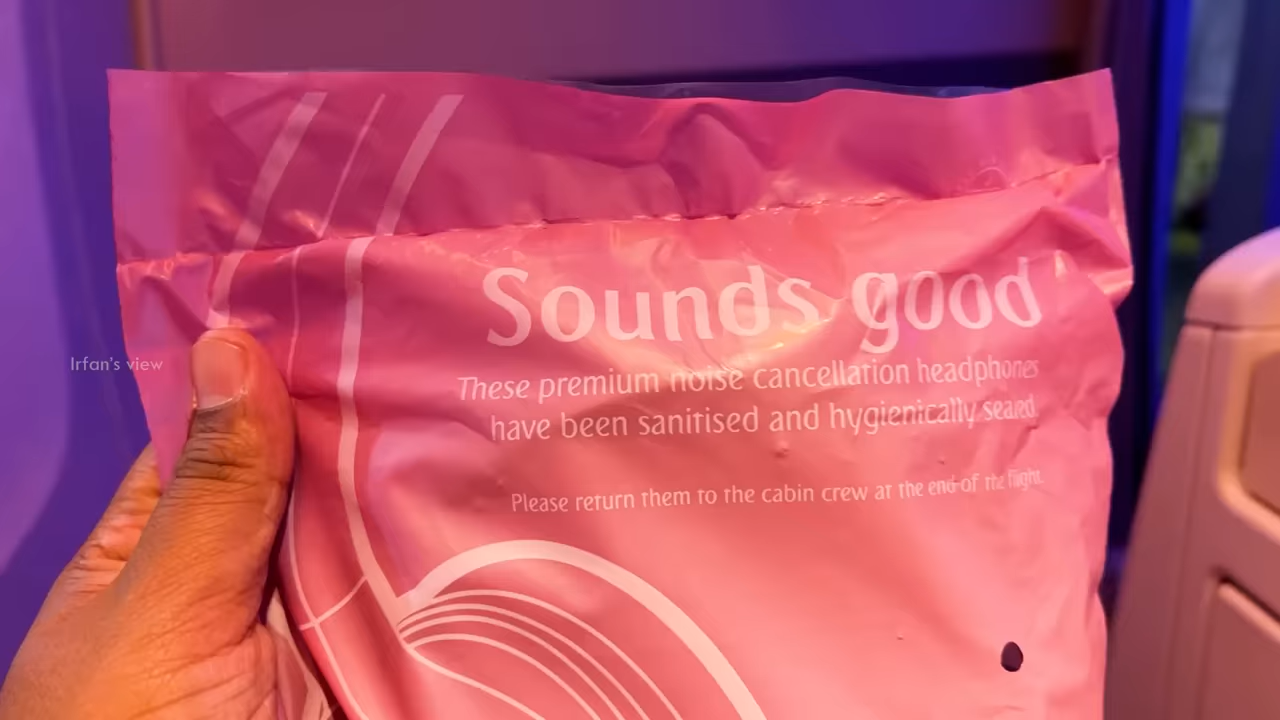 Sounds good
These premium noise cancellation headphones
have been sanitised and hygienically sealed.
Please return them to the cabin crew at the end of the flight.
Irfan's view